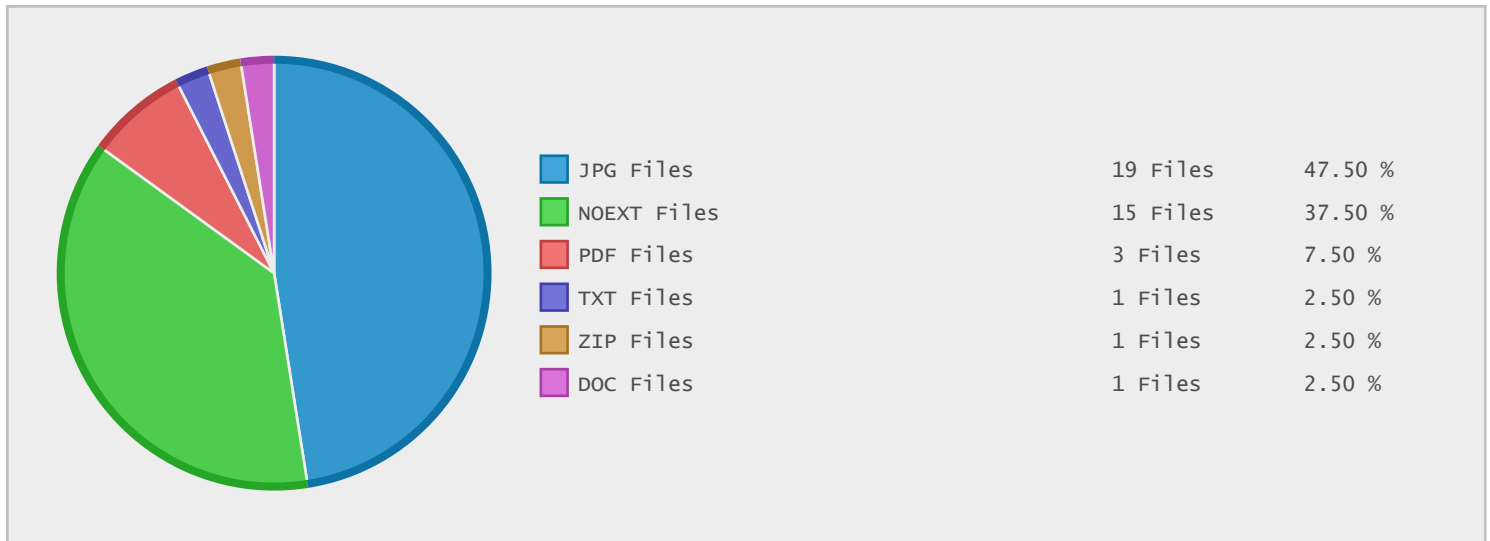 JPG Files 19 Files 47.50 %
NOEXT Files 15 Files 37.50 %
PDF Files 3 Files 7.50 %
TXT Files 1 Files 2.50 %
ZIP Files 1 Files 2.50 %
DOC Files 1 Files 2.50 %